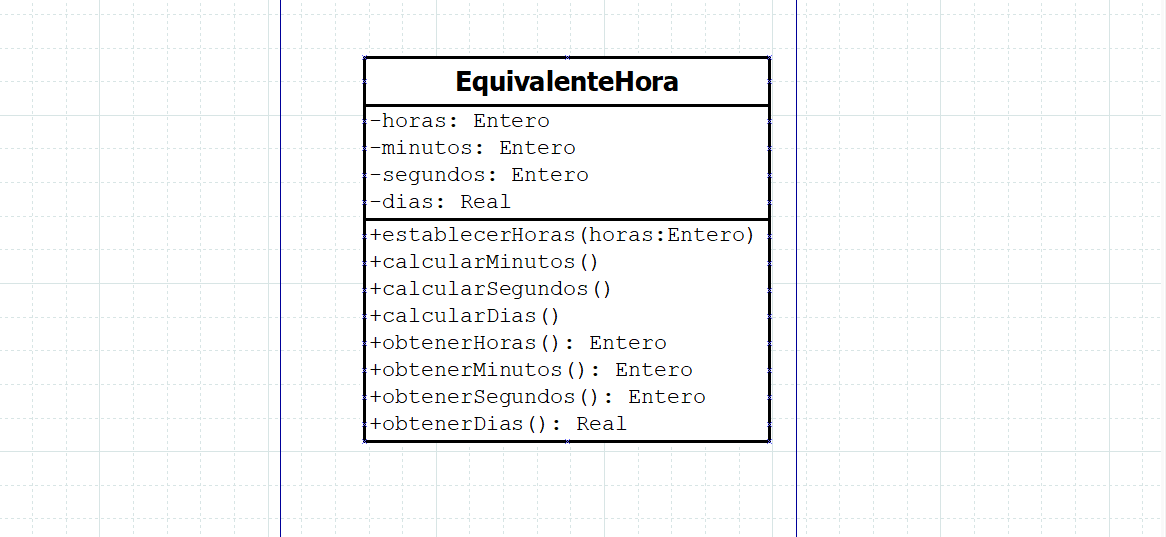 EquivalenteHora
-horas: Entero
-minutos: Entero
-segundos: Entero
-dias: Real
+establecerHoras(horas:Entero)
+calcularMinutos()
+calcularSegundos()
+calcularDias()
+obtenerHoras(): Entero
+obtenerMinutos(): Entero
+obtenerSegundos(): Entero
+obtenerDias(): Real